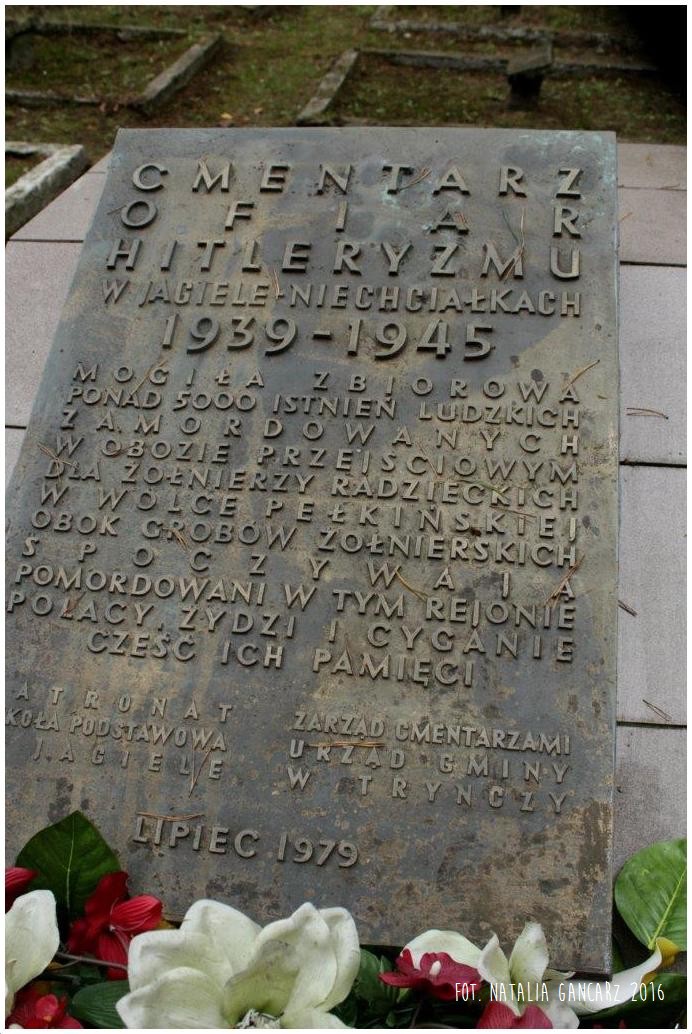 CMENTARZ
OFIAR
HITLERYZMU
W JAGIELE-NIECHCIAŁKACH
1939-1945
MOGIŁA ZBIOROWA
PONAD 5000 ISTNIEŃ LUDZKICH
ZAMORDOWANYCH
W OBOZIE PRZEJŚCIOWYM
DLA ŻOŁNIERZY RADZIECKICH
W WÓLCE PEŁKIŃSKIEJ
OBOK GROBÓW ŻOŁNIERSKICH
SPOCZYWAJĄ
POMORDOWANI W TYM REJONIE
POLACY, ŻYDZI I CYGANIE
CZEŚĆ ICH PAMIĘCI
ATRONAT
KOŁA PODSTAWOWA
JAGIELE
ZARZĄD CMENTARZAMI
URZĄD GMINY
W TRYŃCZY
LIPIEC 1979
FOT. NATALIA GANCARZ 2016